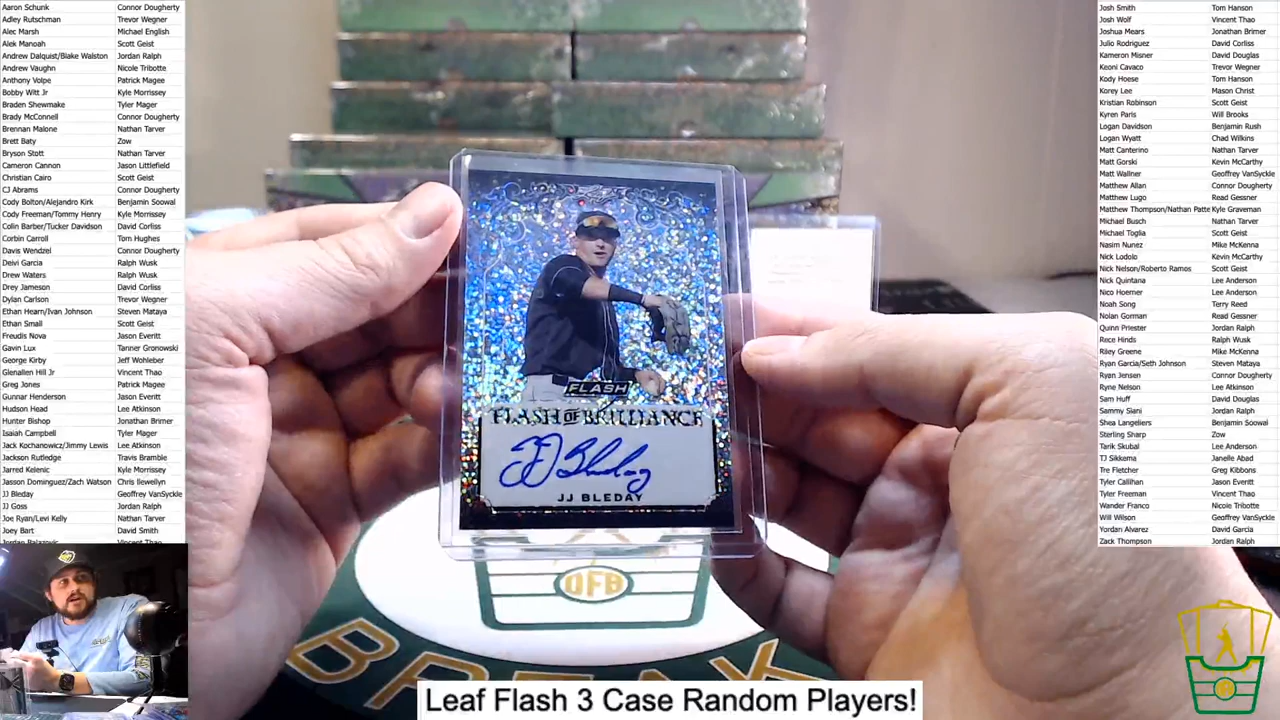 Aaron Schunk Connor Dougherty
Adley Rutschman Trevor Wegner
Alec Marsh Michael English
Alek Manoah Scott Geist
Andrew Dalquist/Blake Walston Jordan Ralph
Andrew Vaughn Nicole Tribotte
Anthony Volpe Patrick Magee
Bobby Witt Jr Kyle Morrissey
Braden Shewmake Tyler Mager
Brady McConnell Connor Dougherty
Brennan Malone Nathan Tarver
Brett Baty Zow
Bryson Stott Nathan Tarver
Cameron Cannon Jason Littlefield
Christian Cairo Scott Geist
CJ Abrams Connor Dougherty
Cody Bolton/Alejandro Kirk Benjamin Soowal
Cody Freeman/Tommy Henry Kyle Morrissey
Colin Barber/Tucker Davidson David Corliss
Corbin Carroll Tom Hughes
Davis Wendzel Connor Dougherty
Deivi Garcia Ralph Wusk
Drew Waters Ralph Wusk
Drey Jameson David Corliss
Dylan Carlson Trevor Wegner
Ethan Hearn/Ivan Johnson Steven Mataya
Ethan Small Scott Geist
Freudis Nova Jason Everitt
Gavin Lux Tanner Gronowski
George Kirby Jeff Wohleber
Glenallen Hill Jr Vincent Thao
Greg Jones Patrick Magee
Gunnar Henderson Jason Everitt
Hudson Head Lee Atkinson
Hunter Bishop Jonathan Brimer
Isaiah Campbell Tyler Mager
Jack Kochanowicz/Jimmy Lewis Lee Atkinson
Jackson Rutledge Travis Bramble
Jarred Kelenic Kyle Morrissey
Jasson Dominguez/Zach Watson Chris llewellyn
JJ Bleday Geoffrey VanSyckle
JJ Goss Jordan Ralph
Joe Ryan/Levi Kelly Nathan Tarver
Joey Bart David Smith
Jordan Balazovic Vincent Thao
Josh Smith Tom Hanson
Josh Wolf Vincent Thao
Joshua Mears Jonathan Brimer
Julio Rodriguez David Corliss
Kameron Misner David Douglas
Keoni Cavaco Trevor Wegner
Kody Hoese Tom Hanson
Korey Lee Mason Christ
Kristian Robinson Scott Geist
Kyren Paris Will Brooks
Logan Davidson Benjamin Rush
Logan Wyatt Chad Wilkins
Matt Canterino Nathan Tarver
Matt Gorski Kevin McCarthy
Matt Wallner Geoffrey VanSyckle
Matthew Allan Connor Dougherty
Matthew Lugo Read Gessner
Matthew Thompson/Nathan Patte Kyle Graveman
Michael Busch Nathan Tarver
Michael Toglia Scott Geist
Nasim Nunez Mike McKenna
Nick Lodolo Kevin McCarthy
Nick Nelson/Roberto Ramos Scott Geist
Nick Quintana Lee Anderson
Nico Hoerner Lee Anderson
Noah Song Terry Reed
Nolan Gorman Read Gessner
Quinn Priester Jordan Ralph
Rece Hinds Ralph Wusk
Riley Greene Mike McKenna
Ryan Garcia/Seth Johnson Steven Mataya
Ryan Jensen Connor Dougherty
Ryne Nelson Lee Atkinson
Sam Huff David Douglas
Sammy Siani Jordan Ralph
Shea Langeliers Benjamin Soowal
Sterling Sharp Zow
Tarik Skubal Lee Anderson
TJ Sikkema Janelle Abad
Tre Fletcher Greg Kibbons
Tyler Callihan Jason Everitt
Tyler Freeman Vincent Thao
Wander Franco Nicole Tribotte
Will Wilson Geoffrey VanSyckle
Yordan Alvarez David Garcia
Zack Thompson Jordan Ralph
FLASH
FLASH OF BRILLIANCE
JJ Bleday
JJ BLEDAY
OFB
BREAK
Leaf Flash 3 Case Random Players!